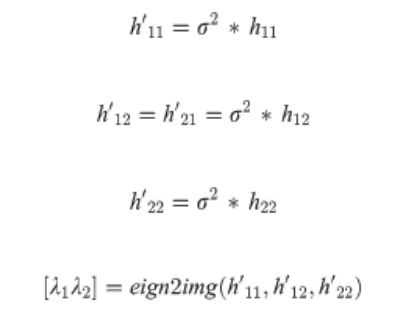 h′₁₁ = σ² * h₁₁
h′₁₂ = h′₂₁ = σ² * h₁₂
h′₂₂ = σ² * h₂₂
[λ₁λ₂] = eign2img(h′₁₁, h′₁₂, h′₂₂)